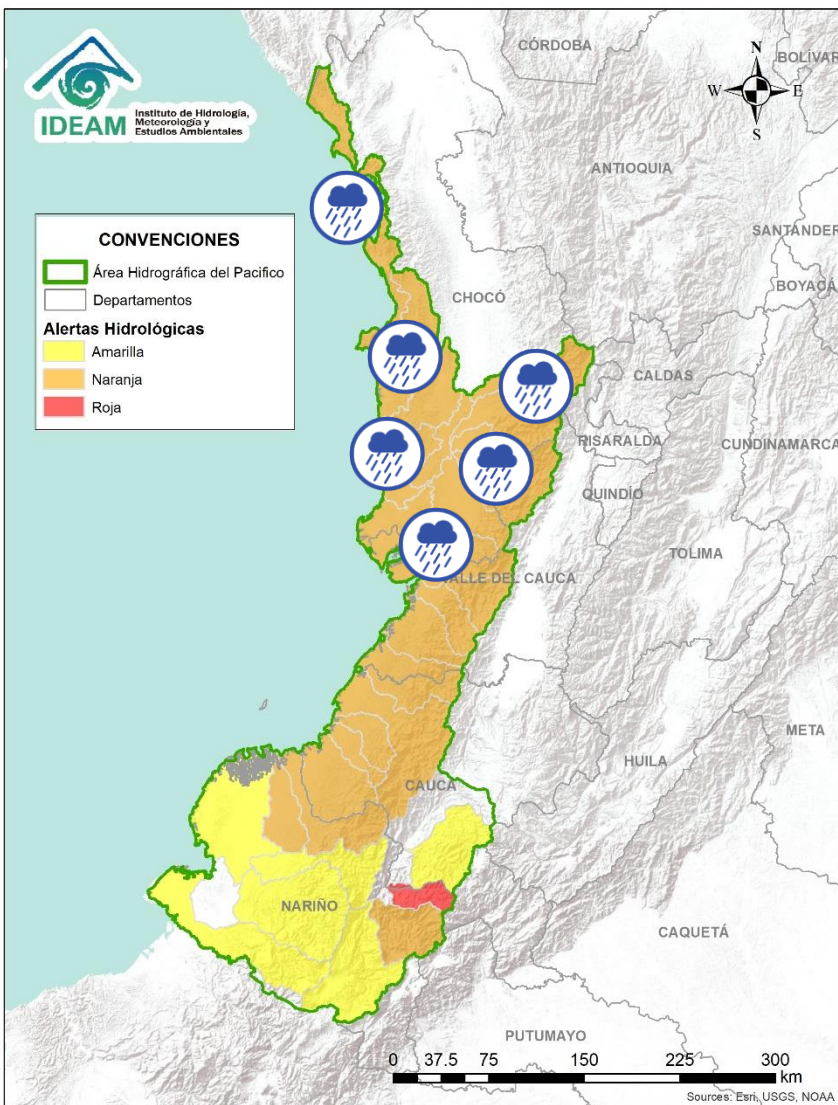 IDEAM
Instituto de Hidrología,
Meteorología y
Estudios Ambientales
CONVENCIONES
Área Hidrográfica del Pacifico
Departamentos
Alertas Hidrológicas
Amarilla
Naranja
Roja
N
W
E
S
CÓRDOBA
BOLÍVAR
ANTIOQUIA
SANTANDER
BOYACÁ
CHOCÓ
CALDAS
RISARALDA
CUNDINAMARCA
QUINDÍO
TOLIMA
VALLE DEL CAUCA
META
HUILA
CAUCA
NARIÑO
CAQUETÁ
PUTUMAYO
0 37.5 75 150 225 300
km
Sources: Esri, USGS, NOAA